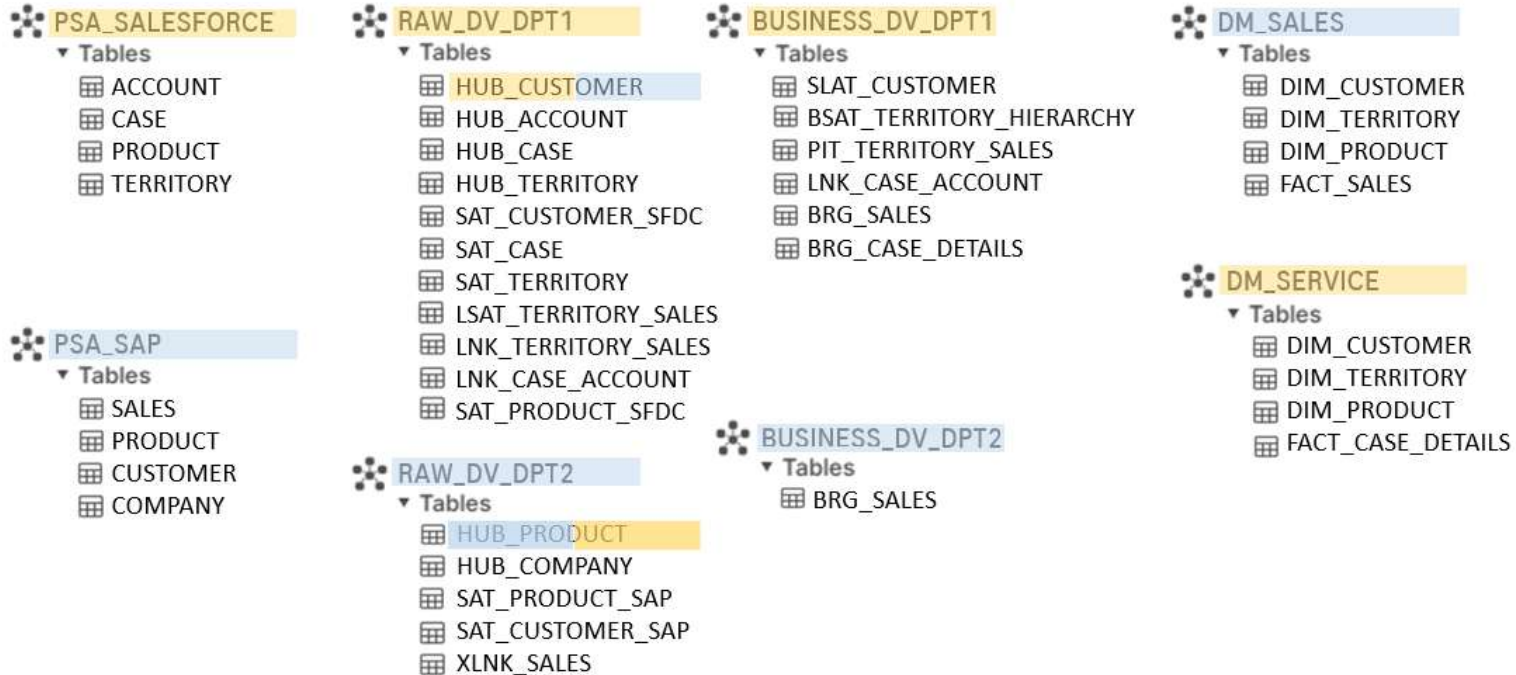 PSA_SALESFORCE
Tables
ACCOUNT
CASE
PRODUCT
TERRITORY
PSA_SAP
Tables
SALES
PRODUCT
CUSTOMER
COMPANY
RAW_DV_DPT1
Tables
HUB_CUSTOMER
HUB_ACCOUNT
HUB_CASE
HUB_TERRITORY
SAT_CUSTOMER_SFDC
SAT_CASE
SAT_TERRITORY
LSAT_TERRITORY_SALES
LNK_TERRITORY_SALES
LNK_CASE_ACCOUNT
SAT_PRODUCT_SFDC
RAW_DV_DPT2
Tables
HUB_PRODUCT
HUB_COMPANY
SAT_PRODUCT_SAP
SAT_CUSTOMER_SAP
XLNK_SALES
BUSINESS_DV_DPT1
Tables
SLAT_CUSTOMER
BSAT_TERRITORY_HIERARCHY
PIT_TERRITORY_SALES
LNK_CASE_ACCOUNT
BRG_SALES
BRG_CASE_DETAILS
BUSINESS_DV_DPT2
Tables
BRG_SALES
DM_SALES
Tables
DIM_CUSTOMER
DIM_TERRITORY
DIM_PRODUCT
FACT_SALES
DM_SERVICE
Tables
DIM_CUSTOMER
DIM_TERRITORY
DIM_PRODUCT
FACT_CASE_DETAILS